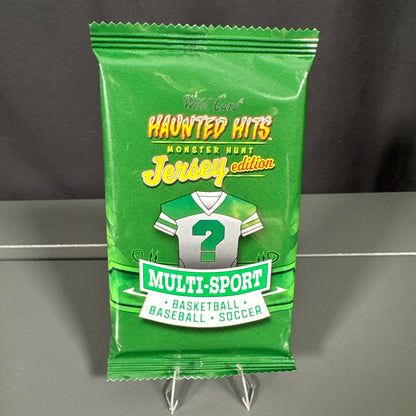 Wild Card
HAUNTED HITS
MONSTER HUNT
Jersey edition
?
MULTI-SPORT
• BASKETBALL •
BASEBALL • SOCCER